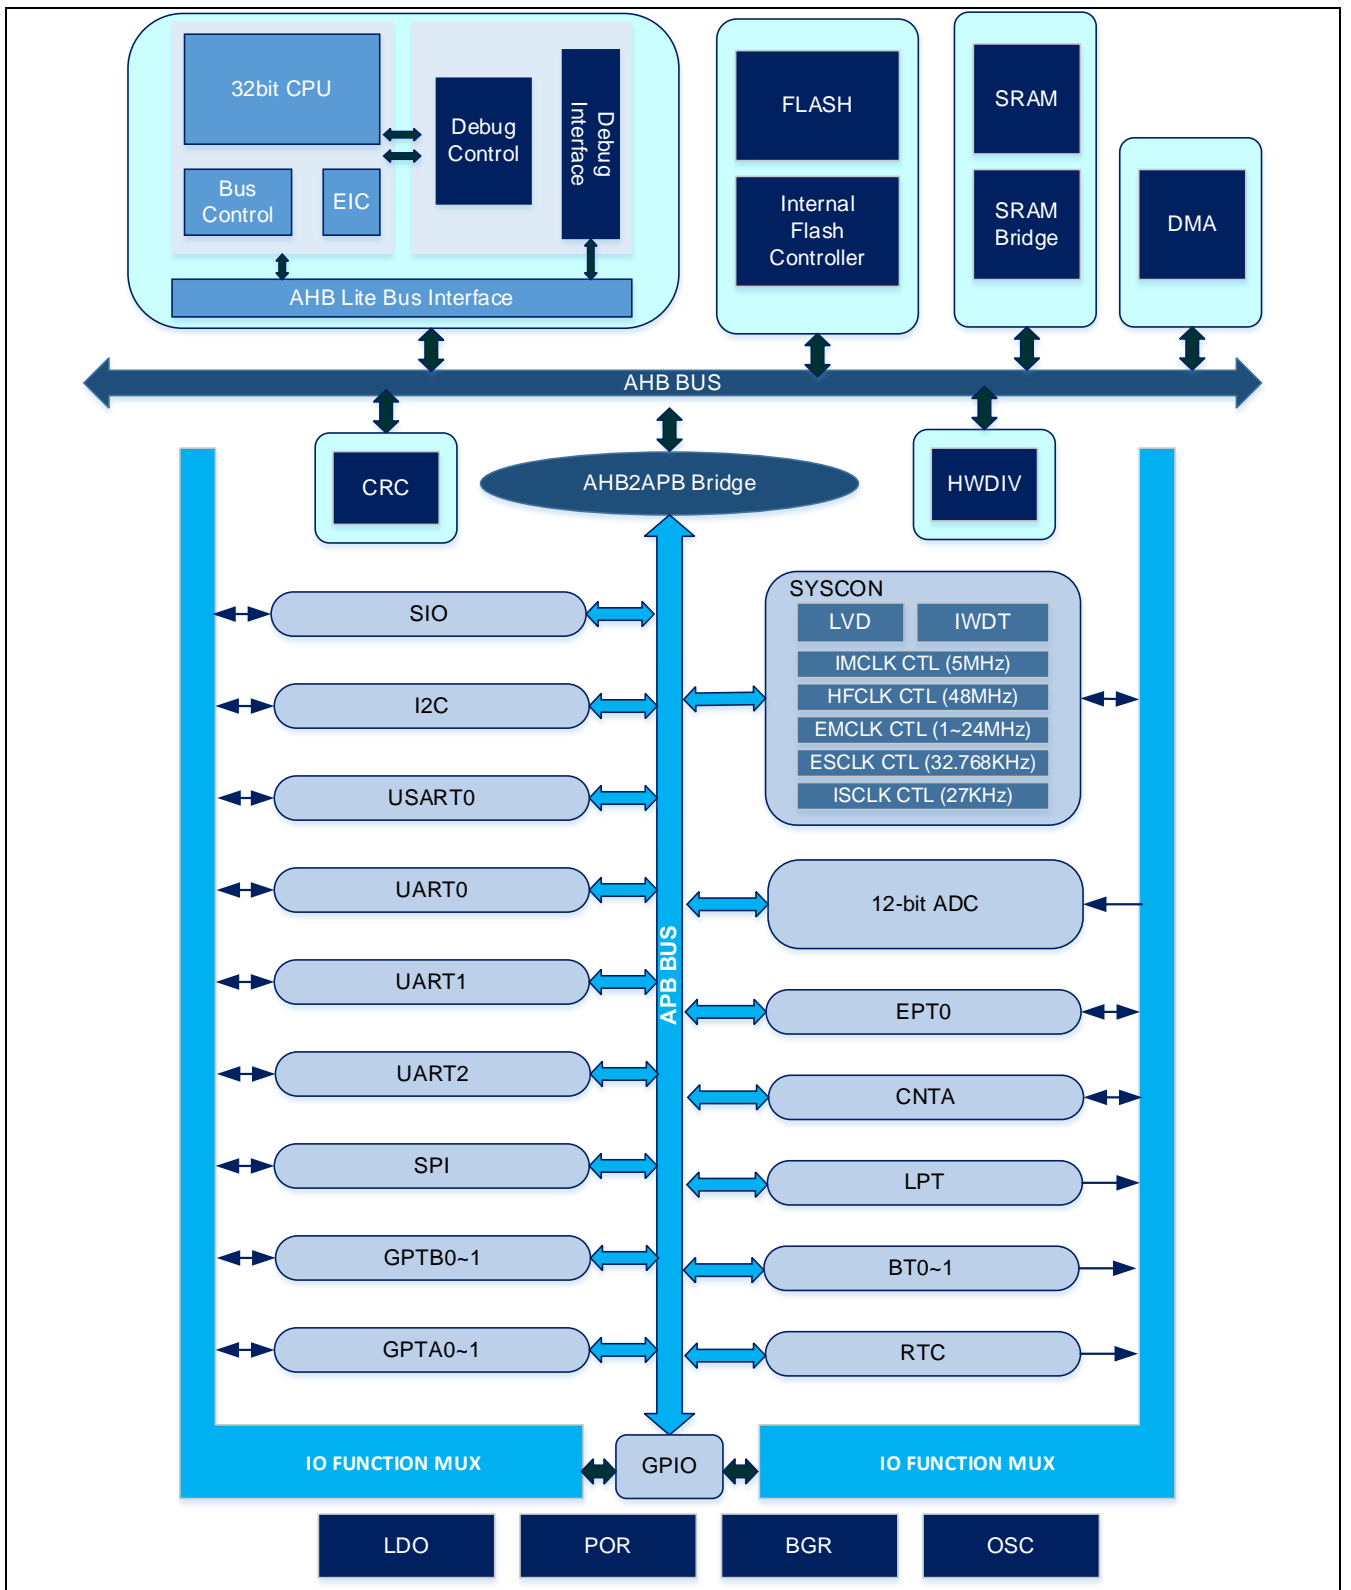 32bit CPU
Bus
Control
EIC
Debug
Control
Debug
Interface
AHB Lite Bus Interface
FLASH
Internal
Flash
Controller
SRAM
SRAM
Bridge
DMA
AHB BUS
CRC
AHB2APB Bridge
HWDIV
SIO
I2C
USART0
UART0
UART1
UART2
SPI
GPTB0~1
GPTA0~1
APB BUS
SYSCON
LVD
IWDT
IMCLK CTL (5MHz)
HFCLK CTL (48MHz)
EMCLK CTL (1~24MHz)
ESCLK CTL (32.768KHz)
ISCLK CTL (27KHz)
12-bit ADC
EPT0
CNTA
LPT
BT0~1
RTC
IO FUNCTION MUX
GPIO
IO FUNCTION MUX
LDO
POR
BGR
OSC